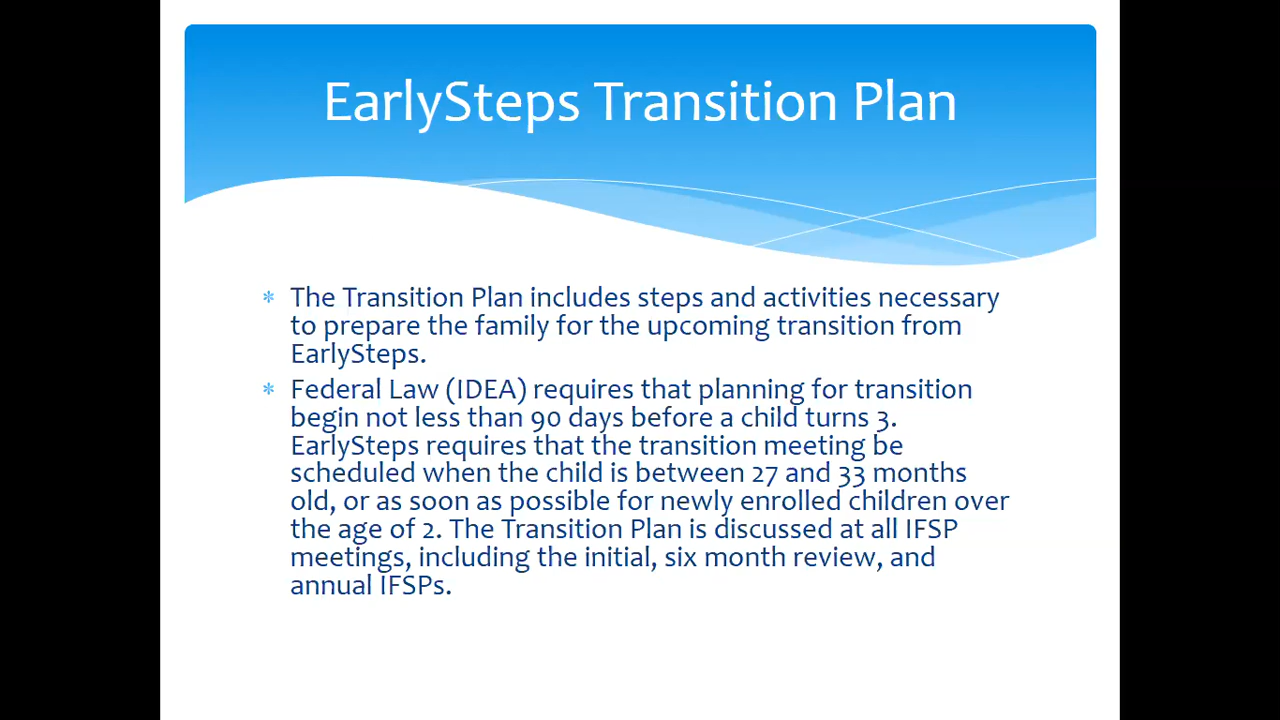 EarlySteps Transition Plan
* The Transition Plan includes steps and activities necessary
to prepare the family for the upcoming transition from
EarlySteps.
* Federal Law (IDEA) requires that planning for transition
begin not less than 90 days before a child turns 3.
EarlySteps requires that the transition meeting be
scheduled when the child is between 27 and 33 months
old, or as soon as possible for newly enrolled children over
the age of 2. The Transition Plan is discussed at all IFSP
meetings, including the initial, six month review, and
annual IFSPs.